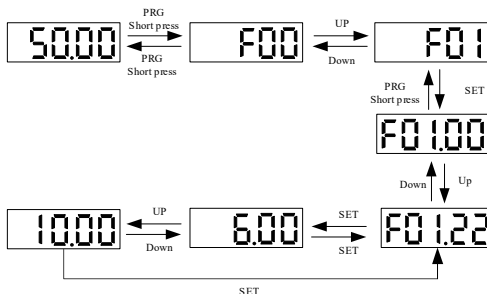 PRG
Short press
UP
50.00
F00
F01
PRG
Short press
Down
PRG
Short press
SET
F01.00
Down
Up
UP
SET
10.00
6.00
F01.22
Down
SET
SET